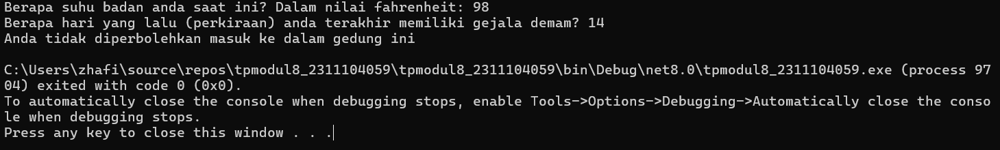 Berapa suhu badan anda saat ini? Dalam nilai fahrenheit: 98
Berapa hari yang lalu (perkiraan) anda terakhir memiliki gejala demam? 14
Anda tidak diperbolehkan masuk ke dalam gedung ini
C:\Users\zhafi\source\repos\tpmodul8_2311104059\tpmodul8_2311104059\bin\Debug\net8.0\tpmodul8_2311104059.exe (process 97
04) exited with code 0 (0x0).
To automatically close the console when debugging stops, enable Tools->Options->Debugging->Automatically close the conso
le when debugging stops.
Press any key to close this window . . .